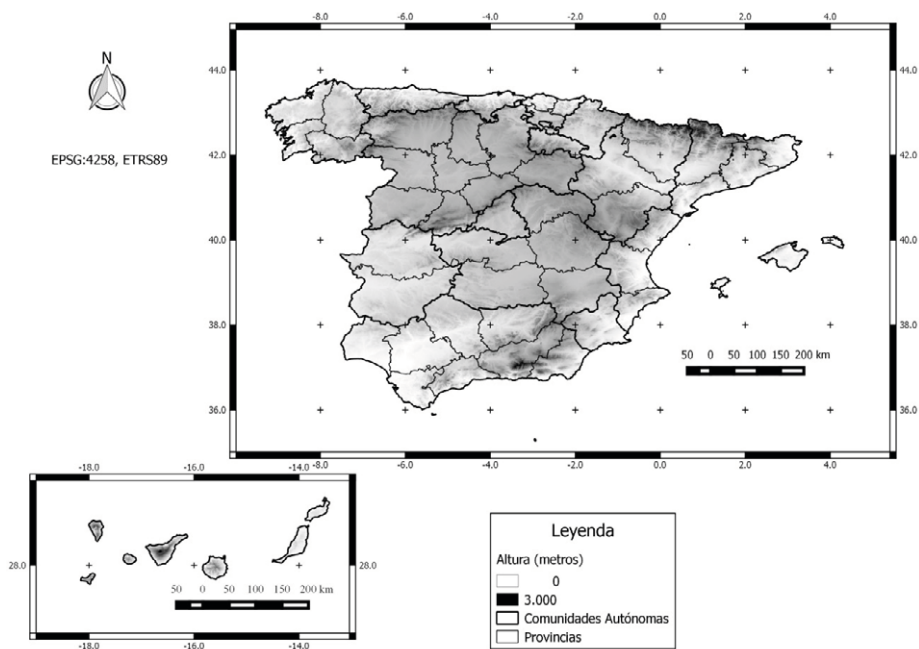 -8.0 -6.0 -4.0 -2.0 0.0 2.0 4.0
N
44.0 44.0
EPSG:4258, ETRS89
42.0 42.0
40.0 40.0
38.0 38.0
50 0 50 100 150 200 km
36.0 36.0
-8.0 -6.0 -4.0 -2.0 0.0 2.0 4.0
-18.0 -16.0 -14.0
28.0 28.0
50 0 50 100 150 200 km
-18.0 -16.0 -14.0
Leyenda
Altura (metros)
0
3.000
Comunidades Autónomas
Provincias